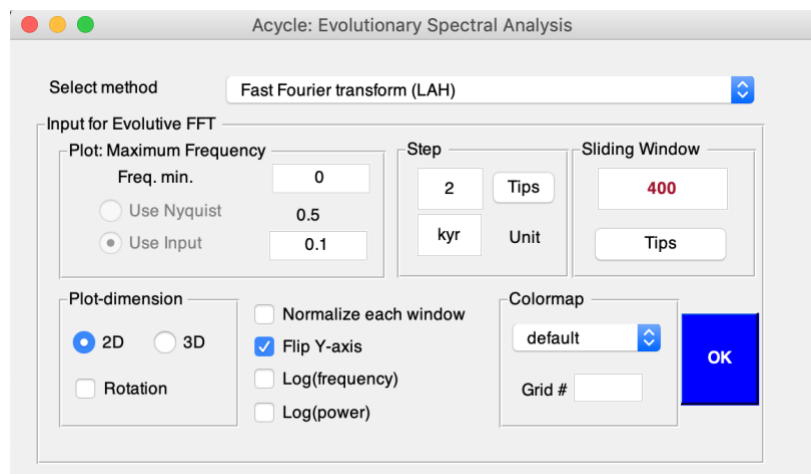 Acycle: Evolutionary Spectral Analysis
Select method
Fast Fourier transform (LAH)
Input for Evolutive FFT
Plot: Maximum Frequency
Freq. min.
0
Use Nyquist
0.5
Use Input
0.1
Step
2
Tips
kyr
Unit
Sliding Window
400
Tips
Plot-dimension
2D
3D
Rotation
Normalize each window
Flip Y-axis
Log(frequency)
Log(power)
Colormap
default
Grid #
OK